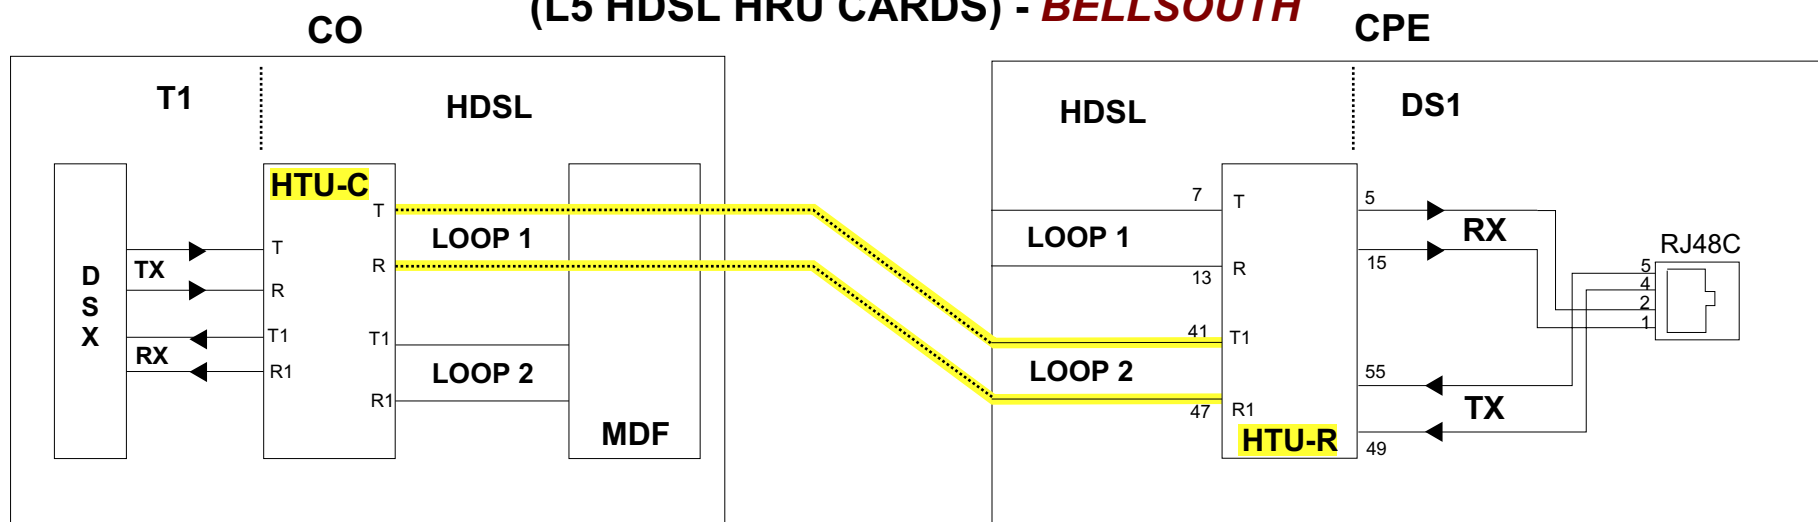 (L5 HDSL HRU CARDS) - BELLSOUTH
CO
CPE
T1
HDSL
HDSL
DS1
HTU-C
T
LOOP 1
R
T
TX
R
T1
RX
R1
T1
LOOP 2
R1
D
S
X
MDF
7
T
LOOP 1
13
R
41
T1
LOOP 2
47
R1
HTU-R
5
RX
15
55
TX
49
RJ48C
5
4
2
1